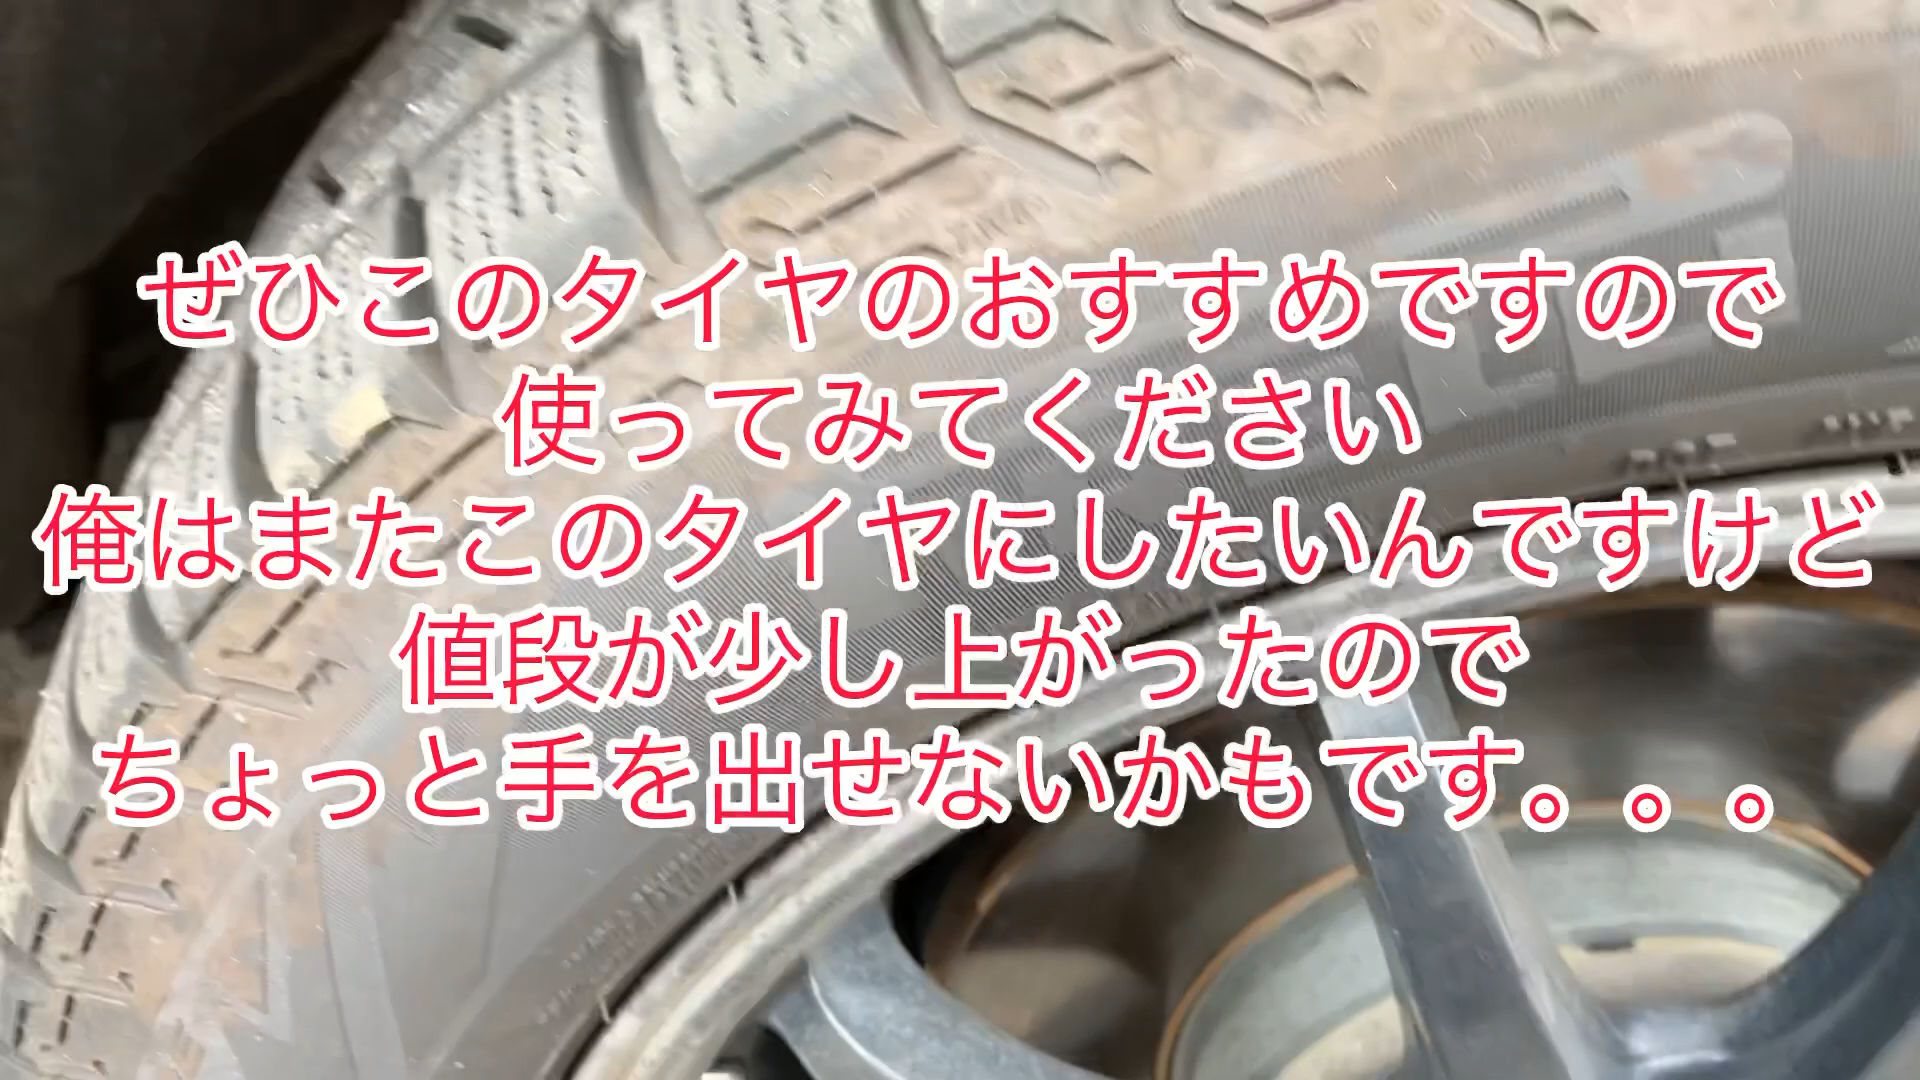 ぜひこのタイヤのおすすめですので
使ってみてください
俺はまたこのタイヤにしたいんですけど
値段が少し上がったので
ちょっと手を出せないかもです。。。